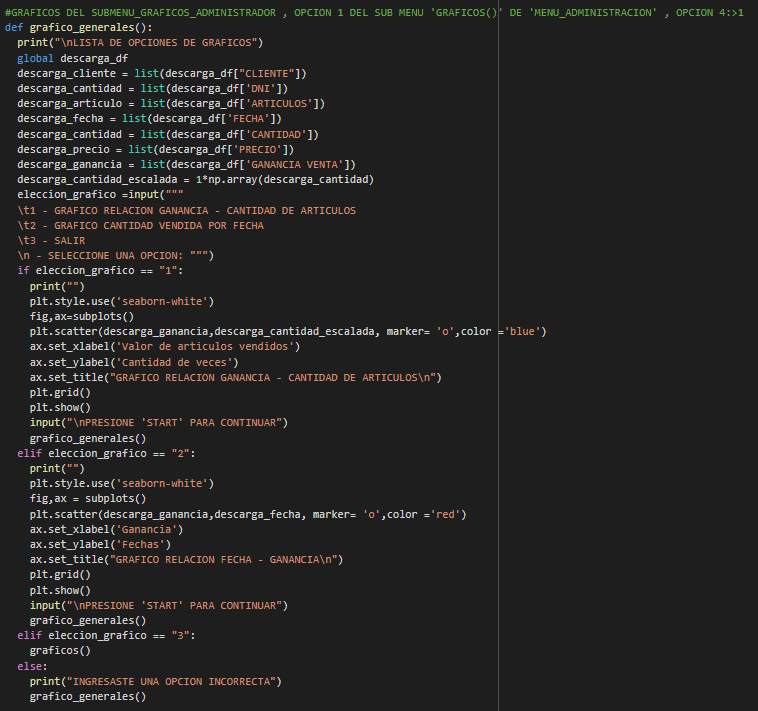 #GRAFICOS DEL SUBMENU_GRAFICOS_ADMINISTRADOR , OPCION 1 DEL SUB MENU 'GRAFICOS()' DE 'MENU_ADMINISTRACION' , OPCION 4:>1
def grafico_generales():
  print("\nLISTA DE OPCIONES DE GRAFICOS")
  global descarga_df
  descarga_cliente = list(descarga_df["CLIENTE"])
  descarga_cantidad = list(descarga_df['DNI'])
  descarga_articulo = list(descarga_df['ARTICULOS'])
  descarga_fecha = list(descarga_df['FECHA'])
  descarga_cantidad = list(descarga_df['CANTIDAD'])
  descarga_precio = list(descarga_df['PRECIO'])
  descarga_ganancia = list(descarga_df['GANANCIA VENTA'])
  descarga_cantidad_escalada = 1*np.array(descarga_cantidad)
  eleccion_grafico =input("""
  \t1 - GRAFICO RELACION GANANCIA - CANTIDAD DE ARTICULOS
  \t2 - GRAFICO CANTIDAD VENDIDA POR FECHA
  \t3 - SALIR
  \n - SELECCIONE UNA OPCION: """)
  if eleccion_grafico == "1":
    print("")
    plt.style.use('seaborn-white')
    fig,ax=subplots()
    plt.scatter(descarga_ganancia,descarga_cantidad_escalada, marker= 'o',color ='blue')
    ax.set_xlabel('Valor de articulos vendidos')
    ax.set_ylabel('Cantidad de veces')
    ax.set_title("GRAFICO RELACION GANANCIA - CANTIDAD DE ARTICULOS\n")
    plt.grid()
    plt.show()
    input("\nPRESIONE 'START' PARA CONTINUAR")
    grafico_generales()
  elif eleccion_grafico == "2":
    print("")
    plt.style.use('seaborn-white')
    fig,ax = subplots()
    plt.scatter(descarga_ganancia,descarga_fecha, marker= 'o',color ='red')
    ax.set_xlabel('Ganancia')
    ax.set_ylabel('Fechas')
    ax.set_title("GRAFICO RELACION FECHA - GANANCIA\n")
    plt.grid()
    plt.show()
    input("\nPRESIONE 'START' PARA CONTINUAR")
    grafico_generales()
  elif eleccion_grafico == "3":
    graficos()
  else:
    print("INGRESASTE UNA OPCION INCORRECTA")
    grafico_generales()